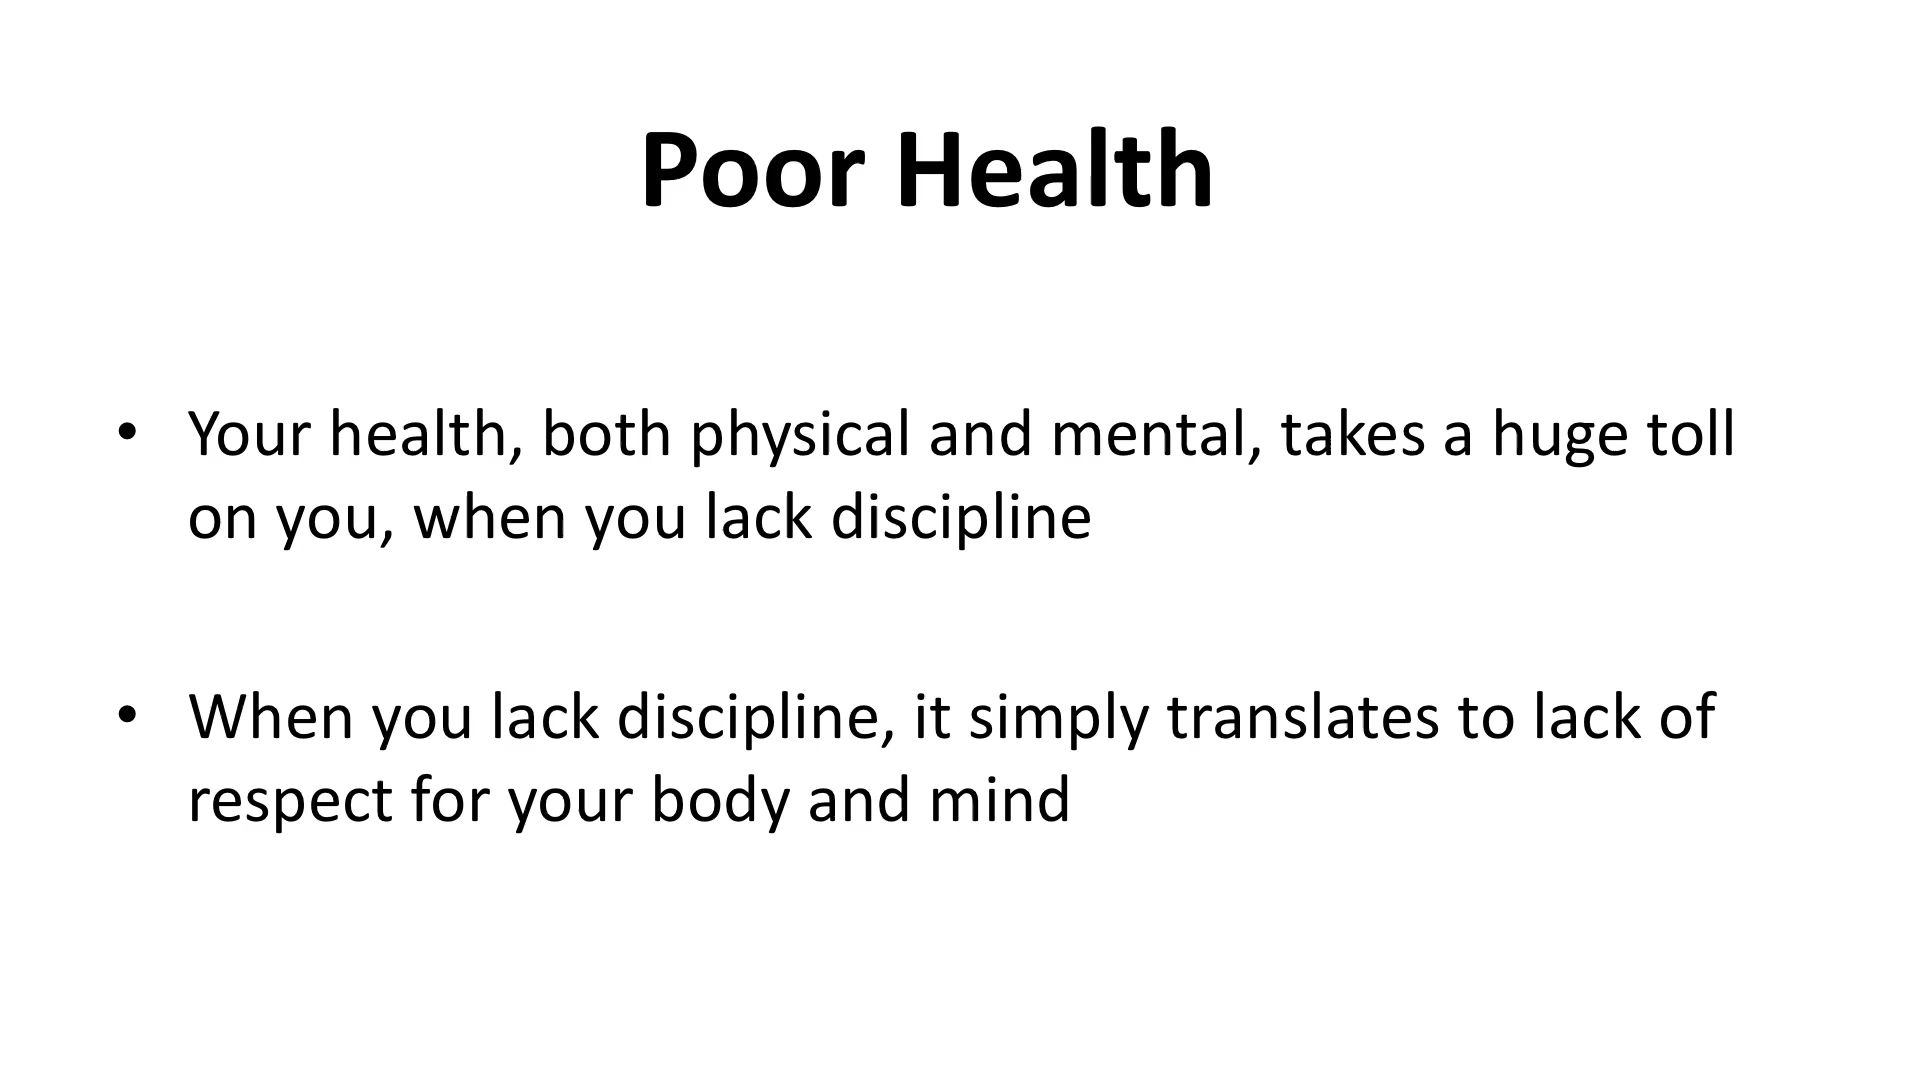 Poor Health
• Your health, both physical and mental, takes a huge toll
on you, when you lack discipline
• When you lack discipline, it simply translates to lack of
respect for your body and mind